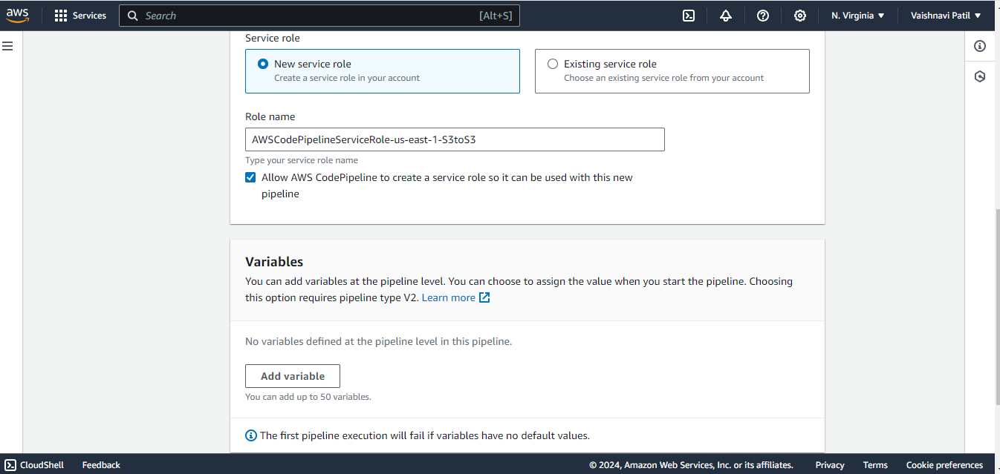 aws
Services
Search
[Alt+S]
N. Virginia
Vaishnavi Patil
Service role
New service role
Create a service role in your account
Existing service role
Choose an existing service role from your account
Role name
AWSCodePipelineServiceRole-us-east-1-S3toS3
Type your service role name
Allow AWS CodePipeline to create a service role so it can be used with this new
pipeline
Variables
You can add variables at the pipeline level. You can choose to assign the value when you start the pipeline. Choosing
this option requires pipeline type V2. Learn more
No variables defined at the pipeline level in this pipeline.
Add variable
You can add up to 50 variables.
The first pipeline execution will fail if variables have no default values.
CloudShell
Feedback
© 2024, Amazon Web Services, Inc. or its affiliates.
Privacy
Terms
Cookie preferences